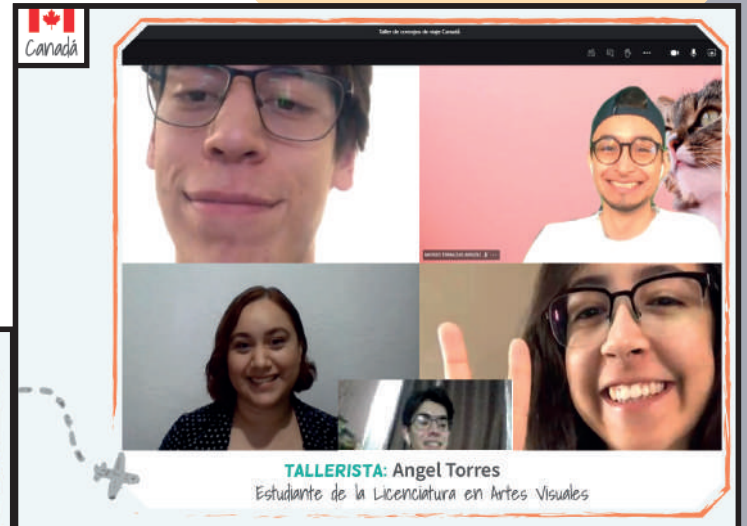 Canadá
Taller de consejos de viaje Canadá
TALLERISTA: Angel Torres
Estudiante de la Licenciatura en Artes Visuales